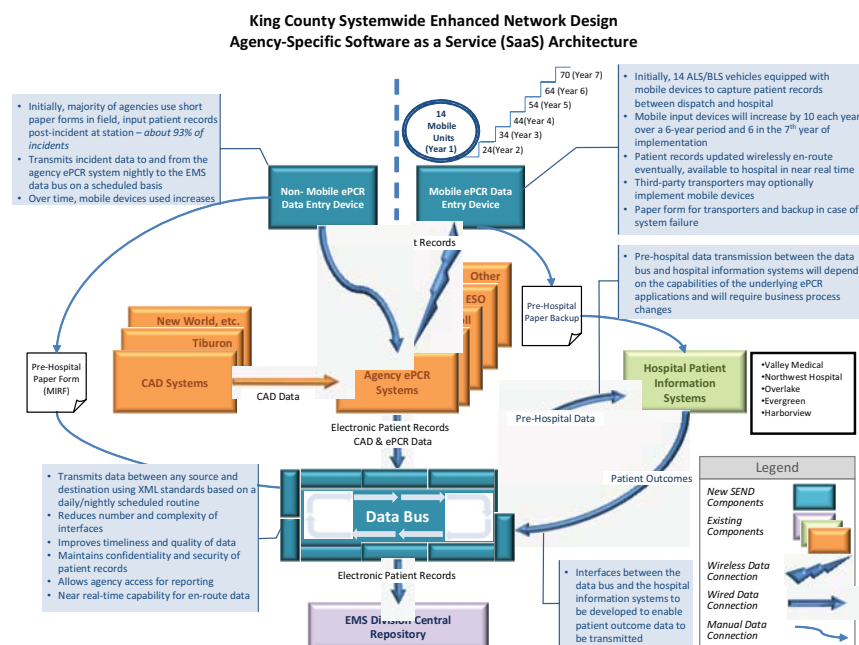 King County Systemwide Enhanced Network Design
Agency-Specific Software as a Service (SaaS) Architecture
• Initially, majority of agencies use short
paper forms in field, input patient records
post-incident at station – about 93% of
incidents
• Transmits incident data to and from the
agency ePCR system nightly to the EMS
data bus on a scheduled basis
• Over time, mobile devices used increases
14
Mobile
Units
(Year 1)
70 (Year 7)
64 (Year 6)
54 (Year 5)
44(Year 4)
34 (Year 3)
24(Year 2)
• Initially, 14 ALS/BLS vehicles equipped with
mobile devices to capture patient records
between dispatch and hospital
• Mobile input devices will increase by 10 each year
over a 6-year period and 6 in the 7th year of
implementation
• Patient records updated wirelessly en-route
eventually, available to hospital in near real time
• Third-party transporters may optionally
implement mobile devices
• Paper form for transporters and backup in case of
system failure
Non- Mobile ePCR
Data Entry Device
Mobile ePCR Data
Entry Device
t Records
• Pre-hospital data transmission between the data
bus and hospital information systems will depend
on the capabilities of the underlying ePCR
applications and will require business process
changes
Other
ESO
ll
Pre-Hospital
Paper Backup
New World, etc.
Tiburon
CAD Systems
Pre-Hospital
Paper Form
(MIRF)
CAD Data
Agency ePCR
Systems
Hospital Patient
Information
Systems
•Valley Medical
•Northwest Hospital
•Overlake
•Evergreen
•Harborview
Pre-Hospital Data
Electronic Patient Records
CAD & ePCR Data
Patient Outcomes
• Transmits data between any source and
destination using XML standards based on a
daily/nightly scheduled routine
• Reduces number and complexity of
interfaces
• Improves timeliness and quality of data
• Maintains confidentiality and security of
patient records
• Allows agency access for reporting
• Near real-time capability for en-route data
Data Bus
Electronic Patient Records
EMS Division Central
Repository
• Interfaces between the
data bus and the hospital
information systems to
be developed to enable
patient outcome data to
be transmitted
Legend
New SEND
Components
Existing
Components
Wireless Data
Connection
Wired Data
Connection
Manual Data
Connection